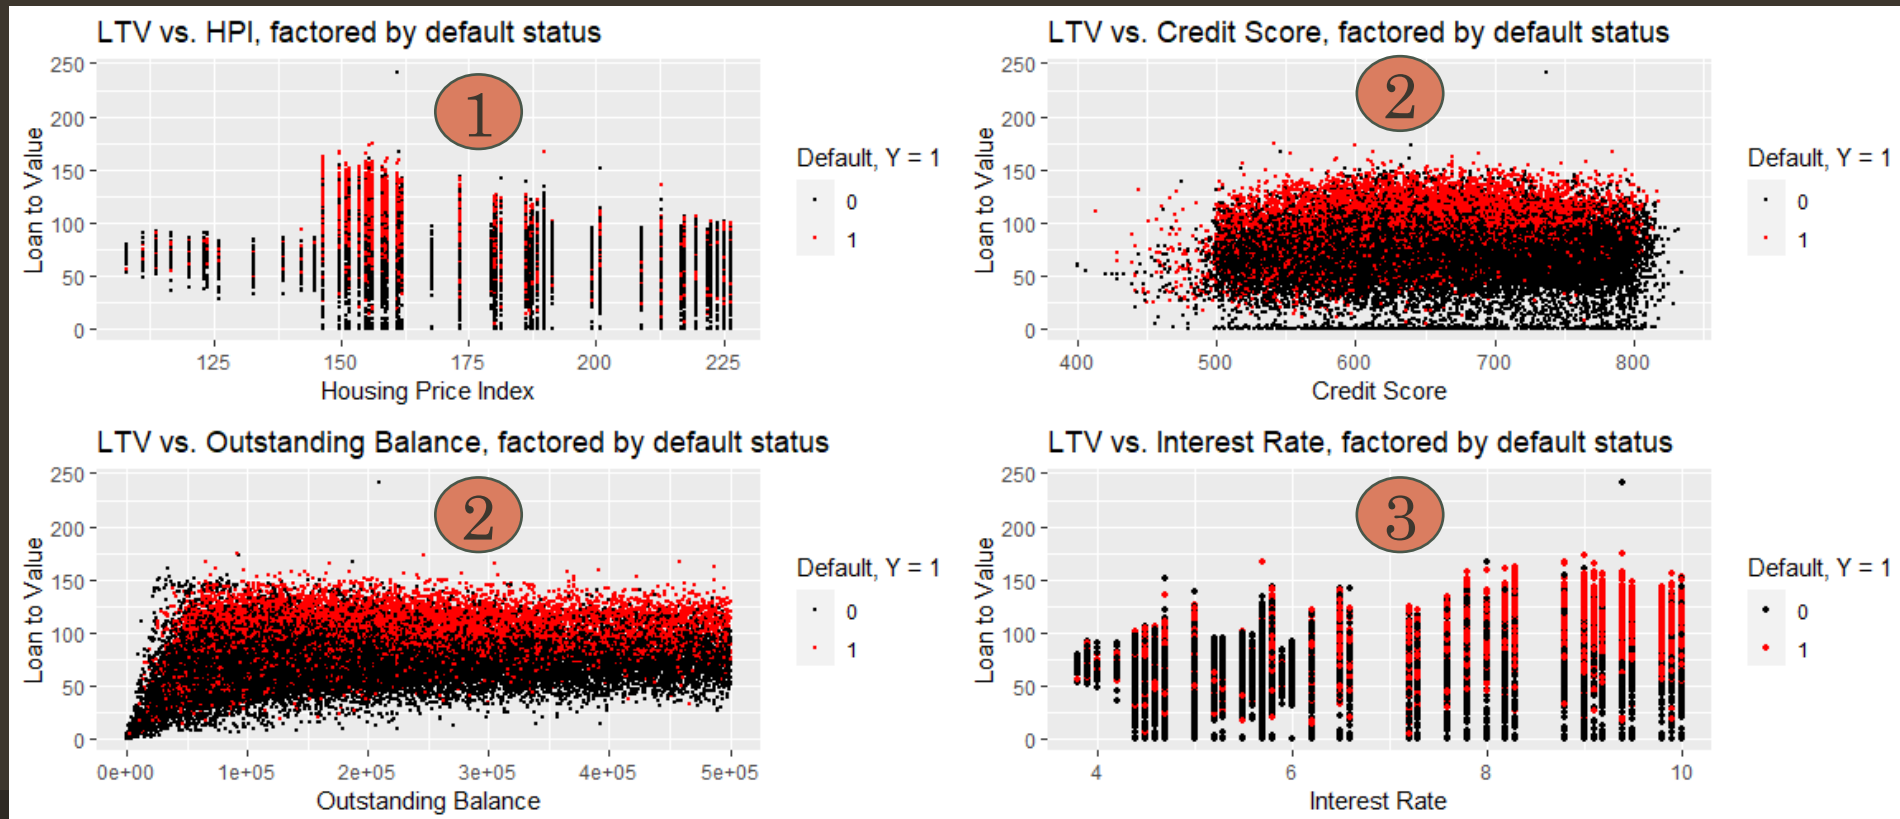 LTV vs. HPI, factored by default status
250
200
150
100
50
0
Loan to Value
1
125 150 175 200 225
Housing Price Index
Default, Y = 1
0
1
LTV vs. Credit Score, factored by default status
250
200
150
100
50
0
Loan to Value
2
400 500 600 700 800
Credit Score
Default, Y = 1
0
1
LTV vs. Outstanding Balance, factored by default status
250
200
150
100
50
0
Loan to Value
2
0e+00 1e+05 2e+05 3e+05 4e+05 5e+05
Outstanding Balance
Default, Y = 1
0
1
LTV vs. Interest Rate, factored by default status
250
200
150
100
50
0
Loan to Value
3
4 6 8 10
Interest Rate
Default, Y = 1
0
1